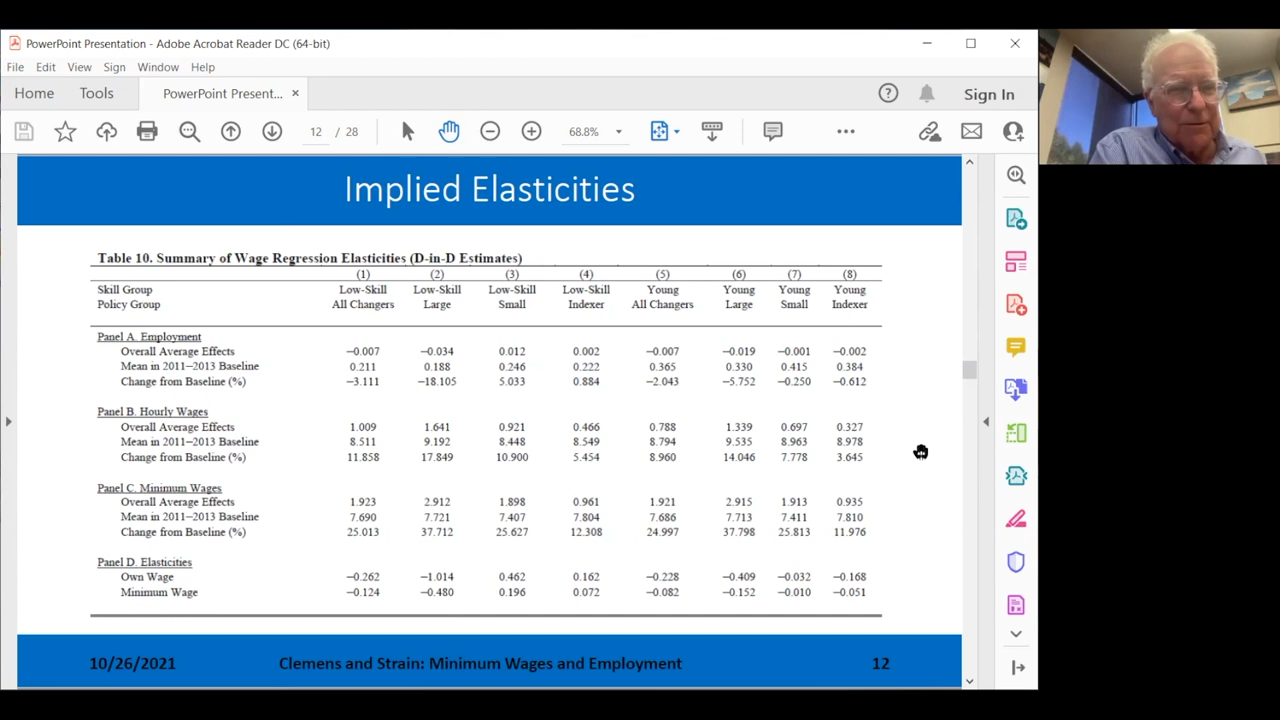 PowerPoint Presentation - Adobe Acrobat Reader DC (64-bit)
File Edit View Sign Window Help
Home Tools PowerPoint Present... × Sign In
12 / 28 68.8%
Implied Elasticities
Table 10. Summary of Wage Regression Elasticities (D-in-D Estimates)
(1) (2) (3) (4) (5) (6) (7) (8)
Skill Group Low-Skill Low-Skill Low-Skill Low-Skill Young Young Young Young
Policy Group All Changers Large Small Indexer All Changers Large Small Indexer
Panel A. Employment
Overall Average Effects −0.007 −0.034 0.012 0.002 −0.007 −0.019 −0.001 −0.002
Mean in 2011–2013 Baseline 0.211 0.188 0.246 0.222 0.365 0.330 0.415 0.384
Change from Baseline (%) −3.111 −18.105 5.033 0.884 −2.043 −5.752 −0.250 −0.612
Panel B. Hourly Wages
Overall Average Effects 1.009 1.641 0.921 0.466 0.788 1.339 0.697 0.327
Mean in 2011–2013 Baseline 8.511 9.192 8.448 8.549 8.794 9.535 8.963 8.978
Change from Baseline (%) 11.858 17.849 10.900 5.454 8.960 14.046 7.778 3.645
Panel C. Minimum Wages
Overall Average Effects 1.923 2.912 1.898 0.961 1.921 2.915 1.913 0.935
Mean in 2011–2013 Baseline 7.690 7.721 7.407 7.804 7.686 7.713 7.411 7.810
Change from Baseline (%) 25.013 37.712 25.627 12.308 24.997 37.798 25.813 11.976
Panel D. Elasticities
Own Wage −0.262 −1.014 0.462 0.162 −0.228 −0.409 −0.032 −0.168
Minimum Wage −0.124 −0.480 0.196 0.072 −0.082 −0.152 −0.010 −0.051
10/26/2021 Clemens and Strain: Minimum Wages and Employment 12